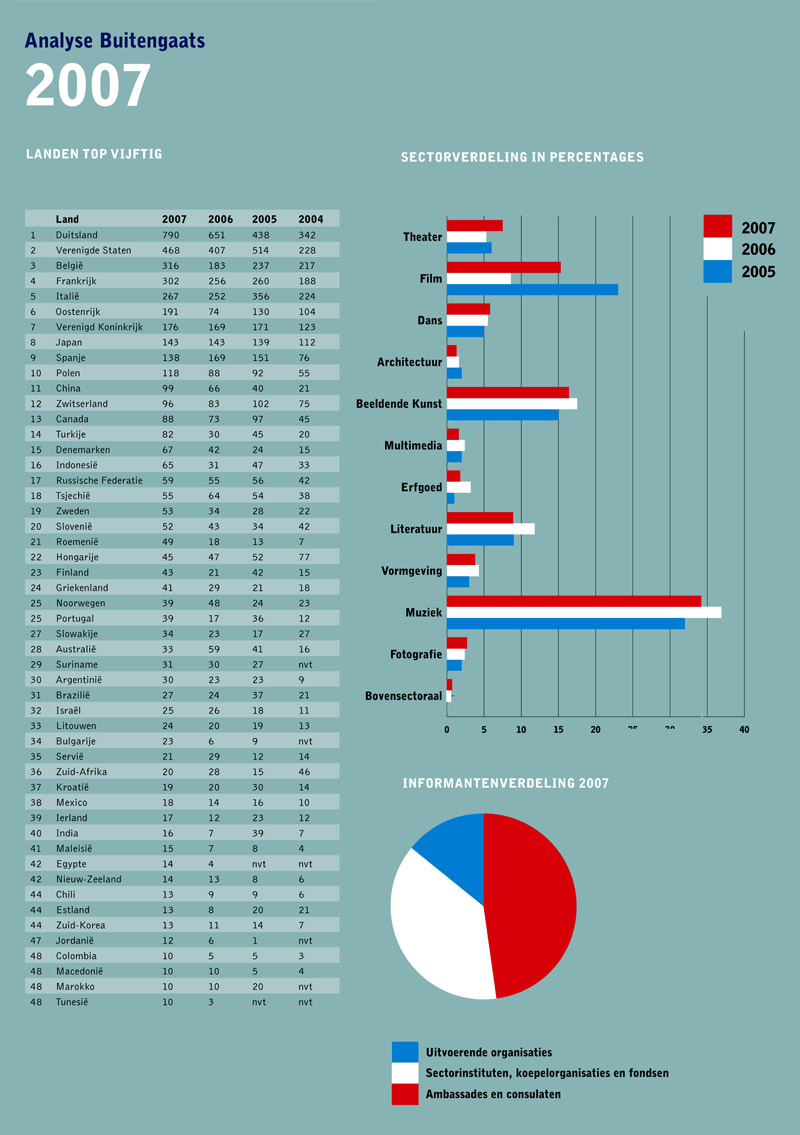 Analyse Buitengaats
2007
LANDEN TOP VIJFTIG
Land 2007 2006 2005 2004
1 Duitsland 790 651 438 342
2 Verenigde Staten 468 407 514 228
3 België 316 183 237 217
4 Frankrijk 302 256 260 188
5 Italië 267 252 356 224
6 Oostenrijk 191 74 130 104
7 Verenigd Koninkrijk 176 169 171 123
8 Japan 143 143 139 112
9 Spanje 138 169 151 76
10 Polen 118 88 92 55
11 China 99 66 40 21
12 Zwitserland 96 83 102 75
13 Canada 88 73 97 45
14 Turkije 82 30 45 20
15 Denemarken 67 42 24 15
16 Indonesië 65 31 47 33
17 Russische Federatie 59 55 56 42
18 Tsjechië 55 64 54 38
19 Zweden 53 34 28 22
20 Slovenië 52 43 34 42
21 Roemenië 49 18 13 7
22 Hongarije 45 47 52 77
23 Finland 43 21 42 15
24 Griekenland 41 29 21 18
25 Noorwegen 39 48 24 23
25 Portugal 39 17 36 12
27 Slowakije 34 23 17 27
28 Australië 33 59 41 16
29 Suriname 31 30 27 nvt
30 Argentinië 30 23 23 9
31 Brazilië 27 24 37 21
32 Israël 25 26 18 11
33 Litouwen 24 20 19 13
34 Bulgarije 23 6 9 nvt
35 Servië 21 29 12 14
36 Zuid-Afrika 20 28 15 46
37 Kroatië 19 20 30 14
38 Mexico 18 14 16 10
39 Ierland 17 12 23 12
40 India 16 7 39 7
41 Maleisië 15 7 8 4
42 Egypte 14 4 nvt nvt
42 Nieuw-Zeeland 14 13 8 6
44 Chili 13 9 9 6
44 Estland 13 8 20 21
44 Zuid-Korea 13 11 14 7
47 Jordanië 12 6 1 nvt
48 Colombia 10 5 5 3
48 Macedonië 10 10 5 4
48 Marokko 10 10 20 nvt
48 Tunesië 10 3 nvt nvt
SECTORVERDELING IN PERCENTAGES
2007
2006
2005
Theater
Film
Dans
Architectuur
Beeldende Kunst
Multimedia
Erfgoed
Literatuur
Vormgeving
Muziek
Fotografie
Bovensectoraal
0 5 10 15 20 35 40
INFORMANTENVERDELING 2007
Uitvoerende organisaties
Sectorinstituten, koepelorganisaties en fondsen
Ambassades en consulaten